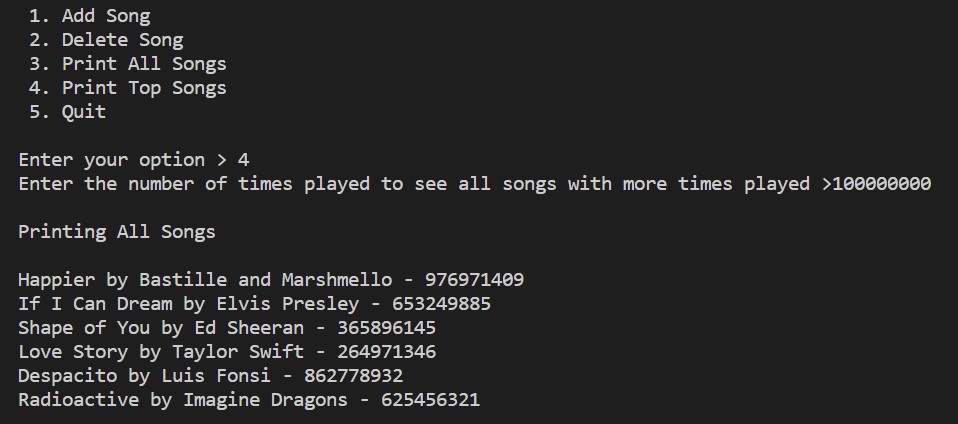 1. Add Song
2. Delete Song
3. Print All Songs
4. Print Top Songs
5. Quit
Enter your option > 4
Enter the number of times played to see all songs with more times played >100000000
Printing All Songs
Happier by Bastille and Marshmello - 976971409
If I Can Dream by Elvis Presley - 653249885
Shape of You by Ed Sheeran - 365896145
Love Story by Taylor Swift - 264971346
Despacito by Luis Fonsi - 862778932
Radioactive by Imagine Dragons - 625456321